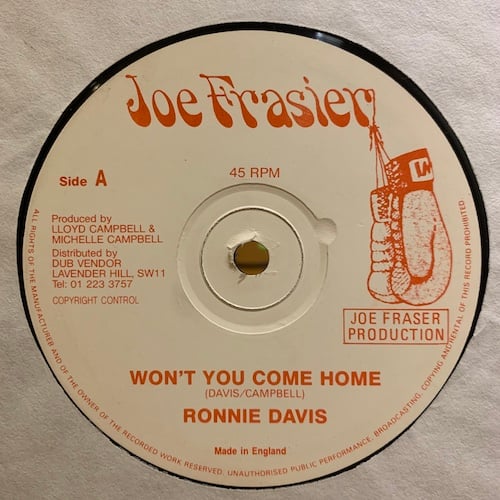 Joe Frasier
Side A
45 RPM
Produced by
LLOYD CAMPBELL &
MICHELLE CAMPBELL
Distributed by
DUB VENDOR
LAVENDER HILL, SW11
Tel: 01 223 3757
COPYRIGHT CONTROL
JOE FRASER
PRODUCTION
WON'T YOU COME HOME
(DAVIS/CAMPBELL)
RONNIE DAVIS
Made in England
ALL RIGHTS OF THE MANUFACTURER AND OF THE OWNER OF THE RECORDED WORK RESERVED, UNAUTHORISED PUBLIC PERFORMANCE, BROADCASTING, COPYING AND RENTAL OF THIS RECORD PROHIBITED.